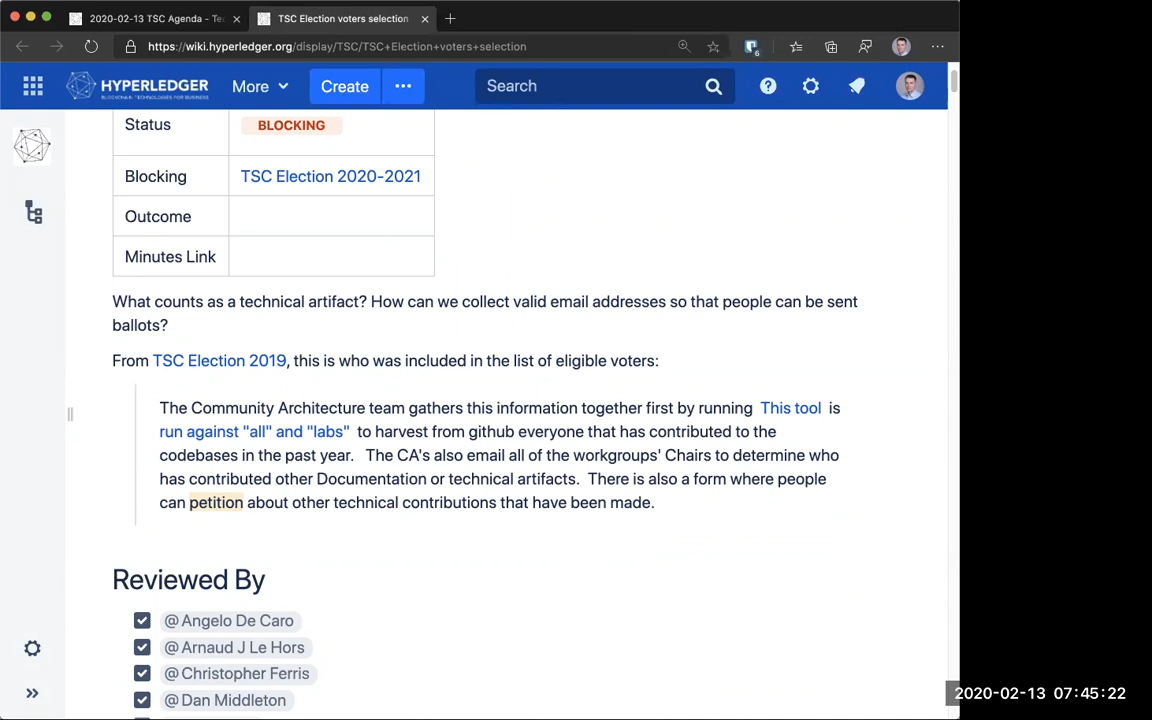 2020-02-13 TSC Agenda - Te
TSC Election voters selection
https://wiki.hyperledger.org/display/TSC/TSC+Election+voters+selection
6
HYPERLEDGER
BLOCKCHAIN TECHNOLOGIES FOR BUSINESS
More
Create
Search
Status
BLOCKING
Blocking
TSC Election 2020-2021
Outcome
Minutes Link
What counts as a technical artifact? How can we collect valid email addresses so that people can be sent
ballots?
From TSC Election 2019, this is who was included in the list of eligible voters:
The Community Architecture team gathers this information together first by running This tool is
run against "all" and "labs" to harvest from github everyone that has contributed to the
codebases in the past year. The CA's also email all of the workgroups' Chairs to determine who
has contributed other Documentation or technical artifacts. There is also a form where people
can petition about other technical contributions that have been made.
Reviewed By
@Angelo De Caro
@Arnaud J Le Hors
@Christopher Ferris
@Dan Middleton
2020-02-13 07:45:22